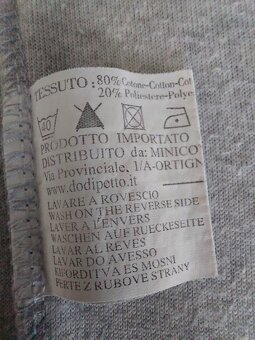 TESSUTO: 80% Cotone-Cotton-Cot
20% Poliestere-Polye
40
PRODOTTO IMPORTATO
DISTRIBUITO da: MINICO
Via Provinciale, 1/A-ORTIGN
www.dodipetto.it
LAVARE A ROVESCIO
WASH ON THE REVERSE SIDE
LAVER A L'ENVERS
WASCHEN AUF RUECKESEITE
LAVAR AL REVES
LAVAR DO AVESSO
KIFORDITVA ES MOSNI
PERTE Z RUBOVE STRANY